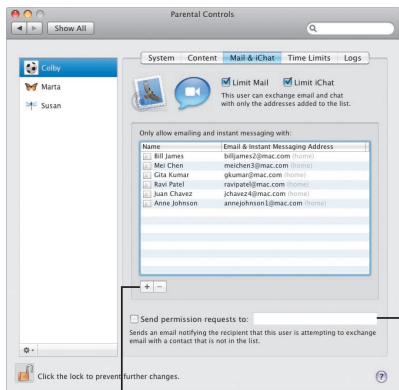 Parental Controls
Show All
System Content Mail & iChat Time Limits Logs
Colby
Marta
Susan
Limit Mail Limit iChat
This user can exchange email and chat
with only the addresses added to the list.
Only allow emailing and instant messaging with:
Name Email & Instant Messaging Address
Bill James billjames2@mac.com (home)
Mei Chen meichen3@mac.com (home)
Gita Kumar gkumar@mac.com (home)
Ravi Patel ravipatel@mac.com (home)
Juan Chavez jchavez4@mac.com (home)
Anne Johnson annejohnson1@mac.com (home)
+ −
Send permission requests to:
Sends an email notifying the recipient that this user is attempting to exchange
email with a contact that is not in the list.
Click the lock to prevent further changes.
?